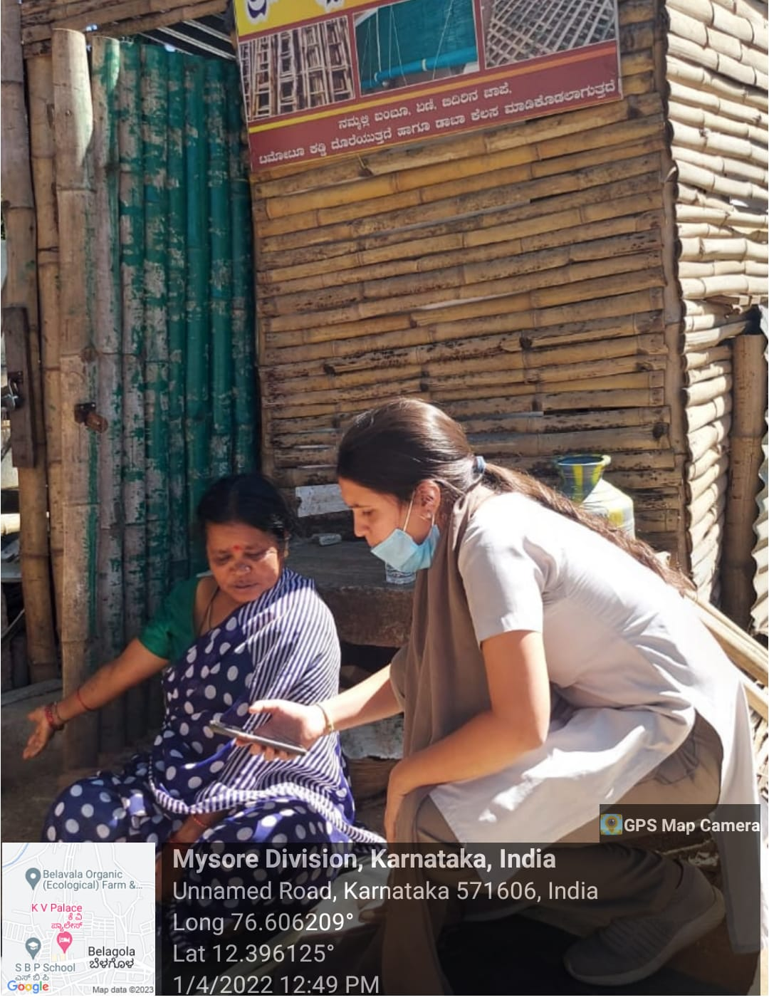 ನಮ್ಮಲ್ಲಿ ಬಂಬೂ, ಏಣಿ, ಬಿದಿರಿನ ಚಾಪೆ,
ಟಮೋಟೂ ಕಡ್ಡಿ ದೊರೆಯುತ್ತದೆ ಹಾಗೂ ಡಾಬಾ ಕೆಲಸ ಮಾಡಿಕೊಡಲಾಗುತ್ತದೆ
GPS Map Camera
Belavala Organic
(Ecological) Farm &...
K V Palace
ಕೆ ವಿ
ಪ್ಯಾಲೇಸ್
Belagola
ಬೆಳಗೊಳ
S B P School
ಎಸ್ ಬಿ ಪಿ
Google
Map data ©2023
Mysore Division, Karnataka, India
Unnamed Road, Karnataka 571606, India
Long 76.606209°
Lat 12.396125°
1/4/2022 12:49 PM